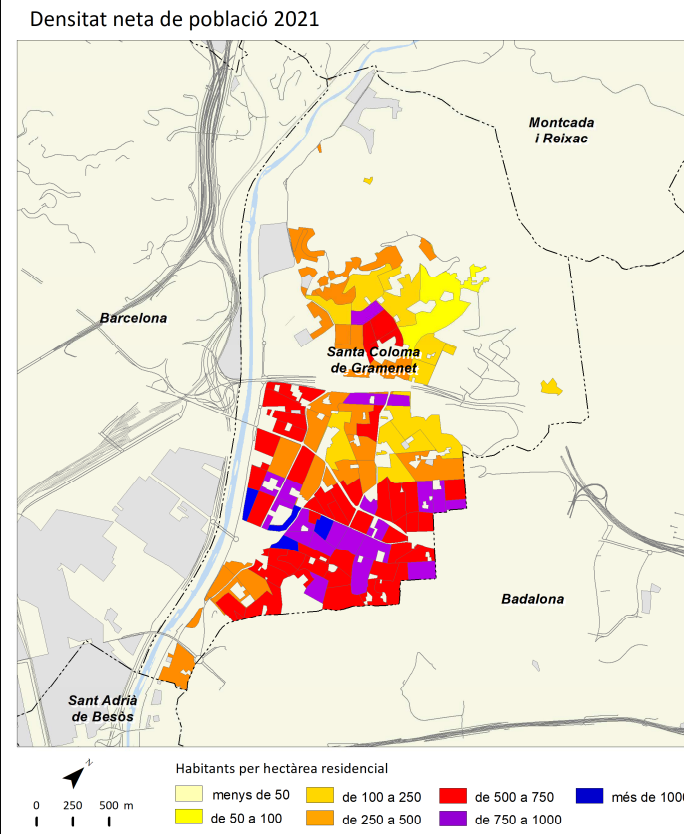 Densitat neta de població 2021
Montcada
i Reixac
Barcelona
Santa Coloma
de Gramenet
Badalona
Sant Adrià
de Besòs
N
0 250 500 m
Habitants per hectàrea residencial
menys de 50
de 100 a 250
de 500 a 750
més de 1000
de 50 a 100
de 250 a 500
de 750 a 1000